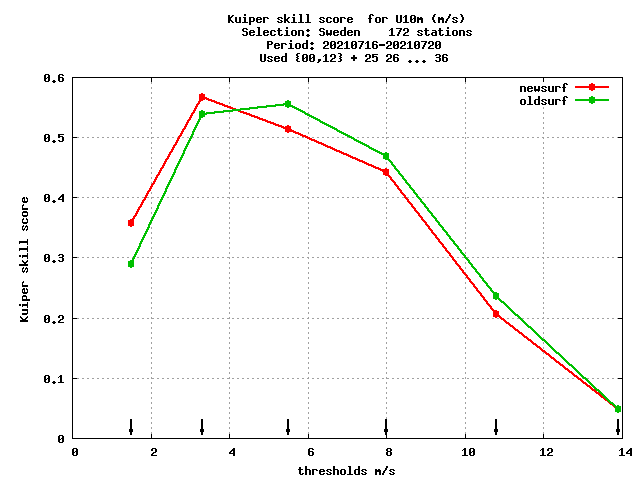 Kuiper skill score  for U10m (m/s)
Selection: Sweden    172 stations
Period: 20210716-20210720
Used {00,12} + 25 26 ... 36
newsurf
oldsurf
Kuiper skill score
0.6
0.5
0.4
0.3
0.2
0.1
0
0 2 4 6 8 10 12 14
thresholds m/s